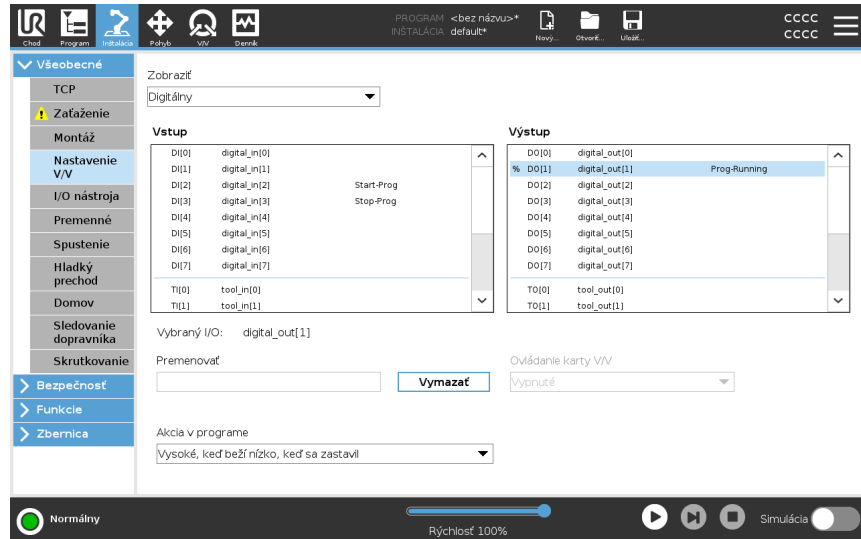 UR
Chod
Program
Inštalácia
Pohyb
V/V
Denník
PROGRAM <bez názvu>*
INŠTALÁCIA default*
Nový...
Otvoriť...
Uložiť...
CCCC
CCCC
Všeobecné
TCP
Zaťaženie
Montáž
Nastavenie
V/V
I/O nástroja
Premenné
Spustenie
Hladký
prechod
Domov
Sledovanie
dopravníka
Skrutkovanie
Bezpečnosť
Funkcie
Zbernica
Zobraziť
Digitálny
Vstup
DI[0] digital_in[0]
DI[1] digital_in[1]
DI[2] digital_in[2] Start-Prog
DI[3] digital_in[3] Stop-Prog
DI[4] digital_in[4]
DI[5] digital_in[5]
DI[6] digital_in[6]
DI[7] digital_in[7]
TI[0] tool_in[0]
TI[1] tool_in[1]
Výstup
DO[0] digital_out[0]
% DO[1] digital_out[1] Prog-Running
DO[2] digital_out[2]
DO[3] digital_out[3]
DO[4] digital_out[4]
DO[5] digital_out[5]
DO[6] digital_out[6]
DO[7] digital_out[7]
TO[0] tool_out[0]
TO[1] tool_out[1]
Vybraný I/O: digital_out[1]
Premenovať
Vymazať
Ovládanie karty V/V
Vypnuté
Akcia v programe
Vysoké, keď beží nízko, keď sa zastavil
Normálny
Rýchlosť 100%
Simulácia